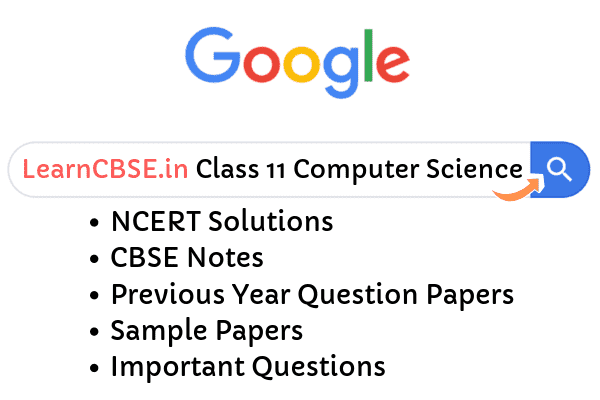 Google
LearnCBSE.in Class 11 Computer Science
• NCERT Solutions
• CBSE Notes
• Previous Year Question Papers
• Sample Papers
• Important Questions